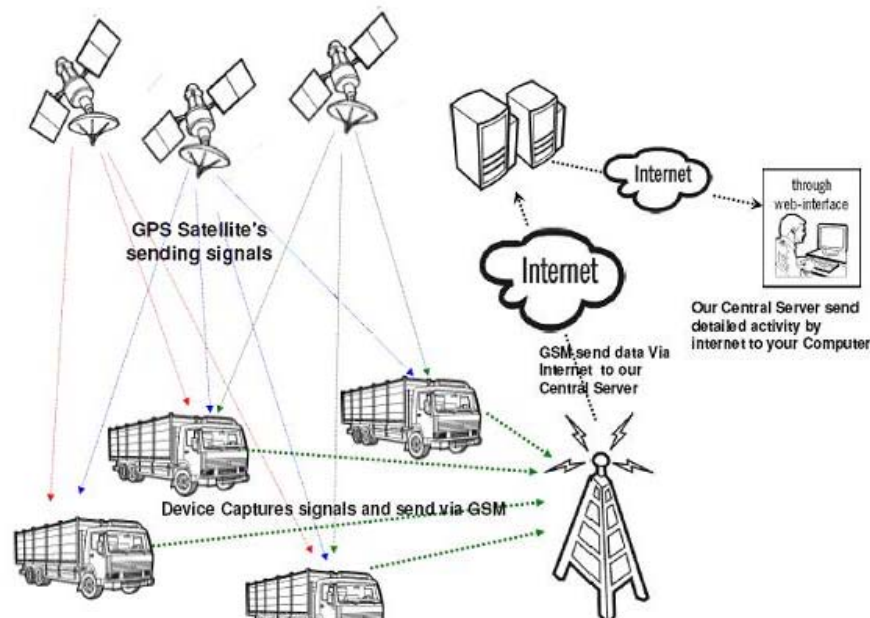 GPS Satellite's
sending signals
Internet
through
web-interface
Internet
Our Central Server send
detailed activity by
internet to your Computer
GSM send data Via
Internet to our
Central Server
Device Captures signals and send via GSM